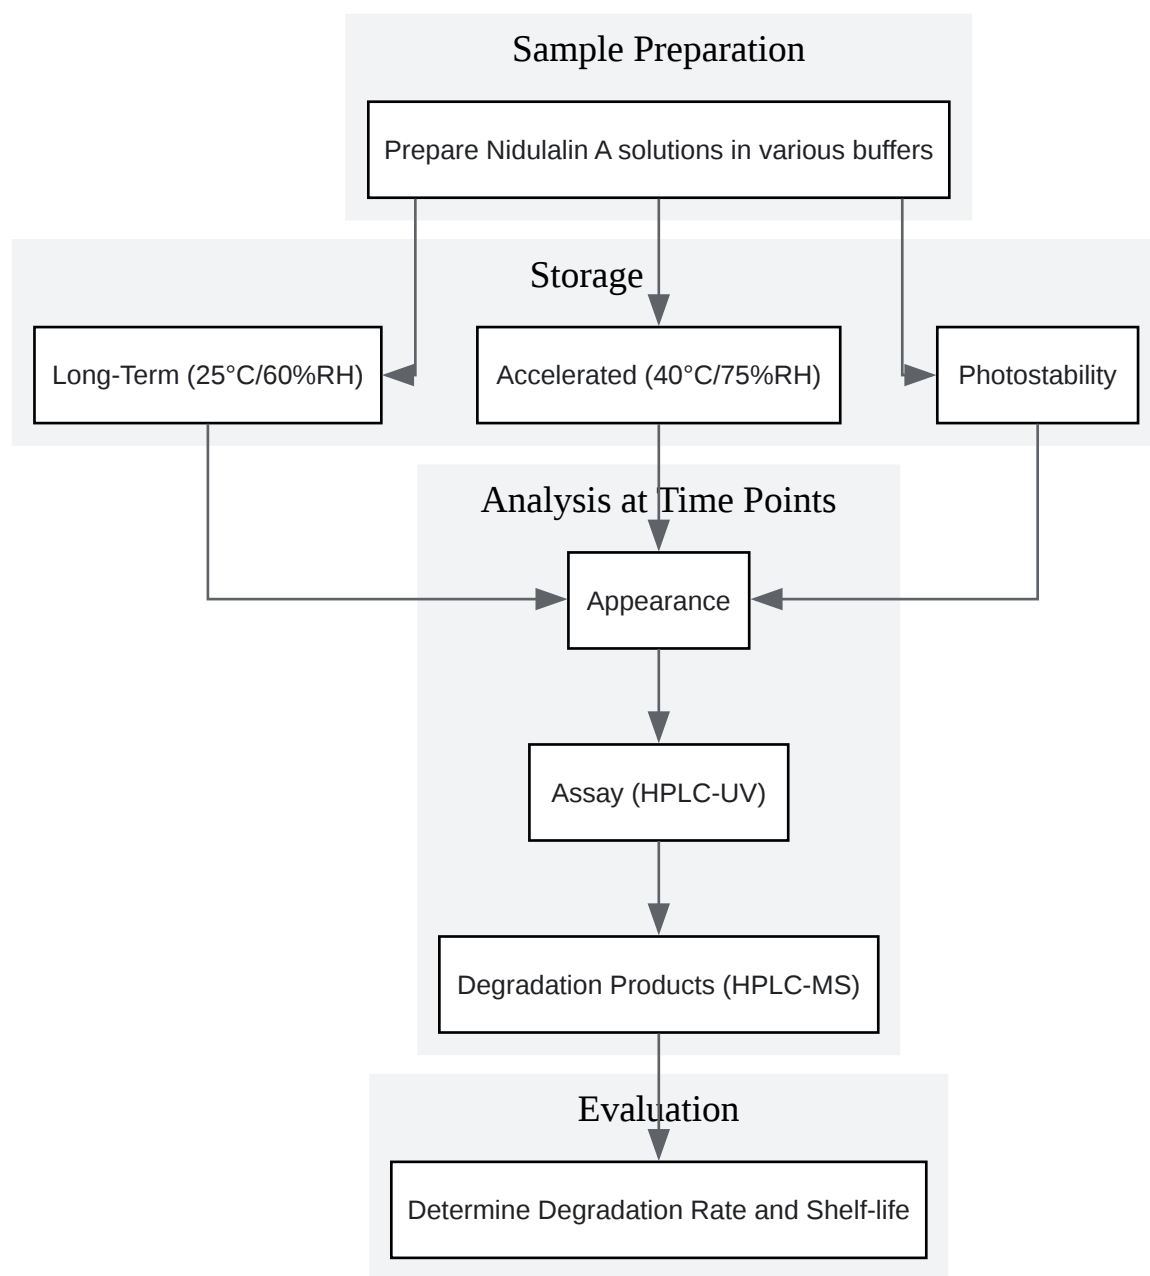 Sample Preparation
Prepare Nidulalin A solutions in various buffers
Storage
Long-Term (25°C/60%RH)
Accelerated (40°C/75%RH)
Photostability
Analysis at Time Points
Appearance
Assay (HPLC-UV)
Degradation Products (HPLC-MS)
Evaluation
Determine Degradation Rate and Shelf-life